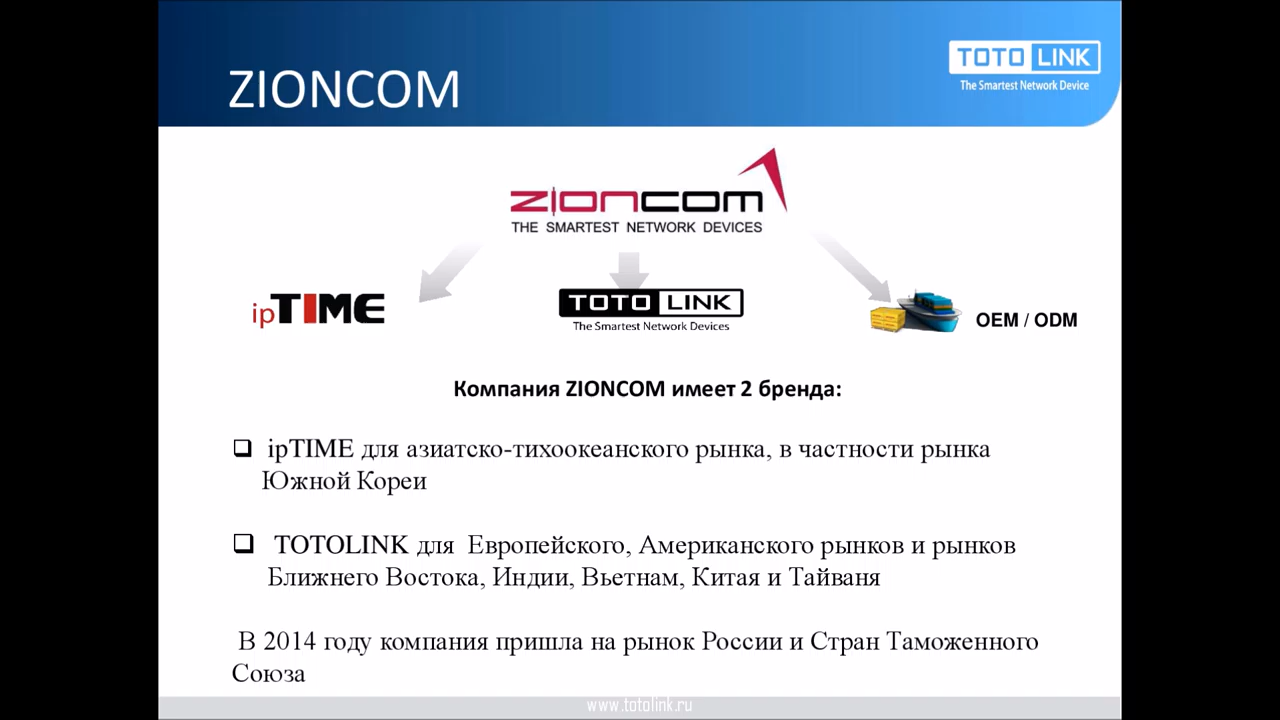 ZIONCOM
TOTO LINK
The Smartest Network Device
zioncom
THE SMARTEST NETWORK DEVICES
ipTIME
TOTO LINK
The Smartest Network Devices
OEM / ODM
Компания ZIONCOM имеет 2 бренда:
ipTIME для азиатско-тихоокеанского рынка, в частности рынка
Южной Кореи
TOTOLINK для Европейского, Американского рынков и рынков
Ближнего Востока, Индии, Вьетнам, Китая и Тайваня
В 2014 году компания пришла на рынок России и Стран Таможенного
Союза
www.totolink.ru